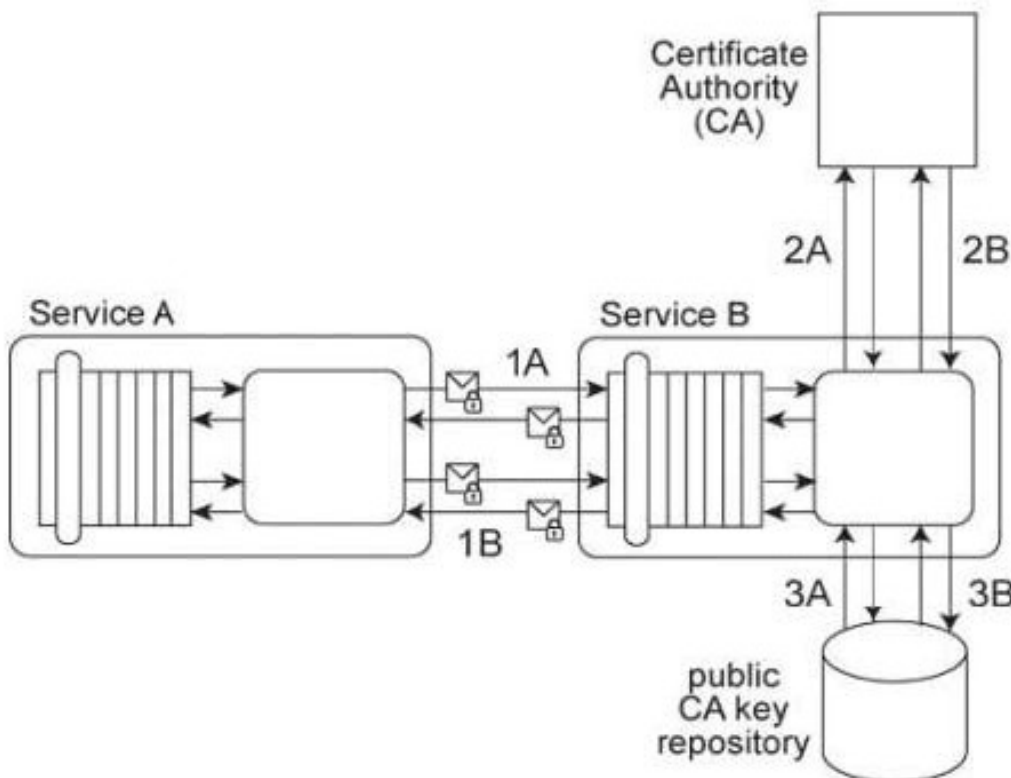 Certificate
Authority
(CA)
2A
2B
Service A
Service B
1A
1B
3A
3B
public
CA key
repository